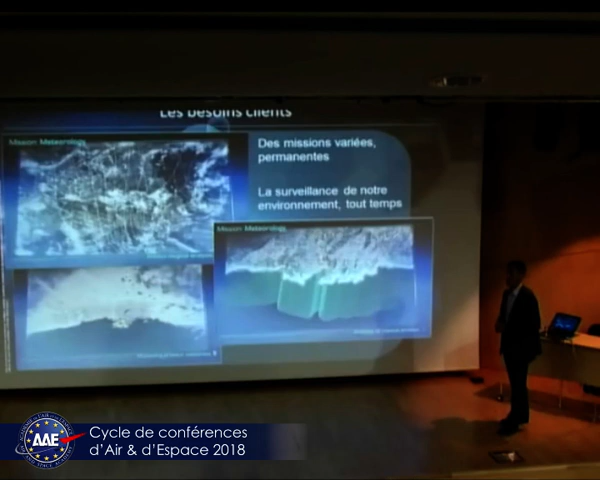 Les besoins clients
Mission: Meteorology
Des missions variées,
permanentes
La surveillance de notre
environnement, tout temps
Mission: Meteorology
AAE
Cycle de conférences
d'Air & d'Espace 2018